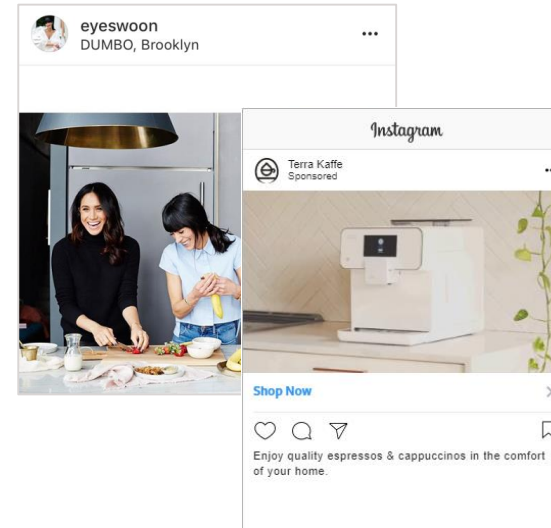 eyeswoon
DUMBO, Brooklyn
Instagram
Terra Kaffe
Sponsored
Shop Now
Enjoy quality espressos & cappuccinos in the comfort
of your home.